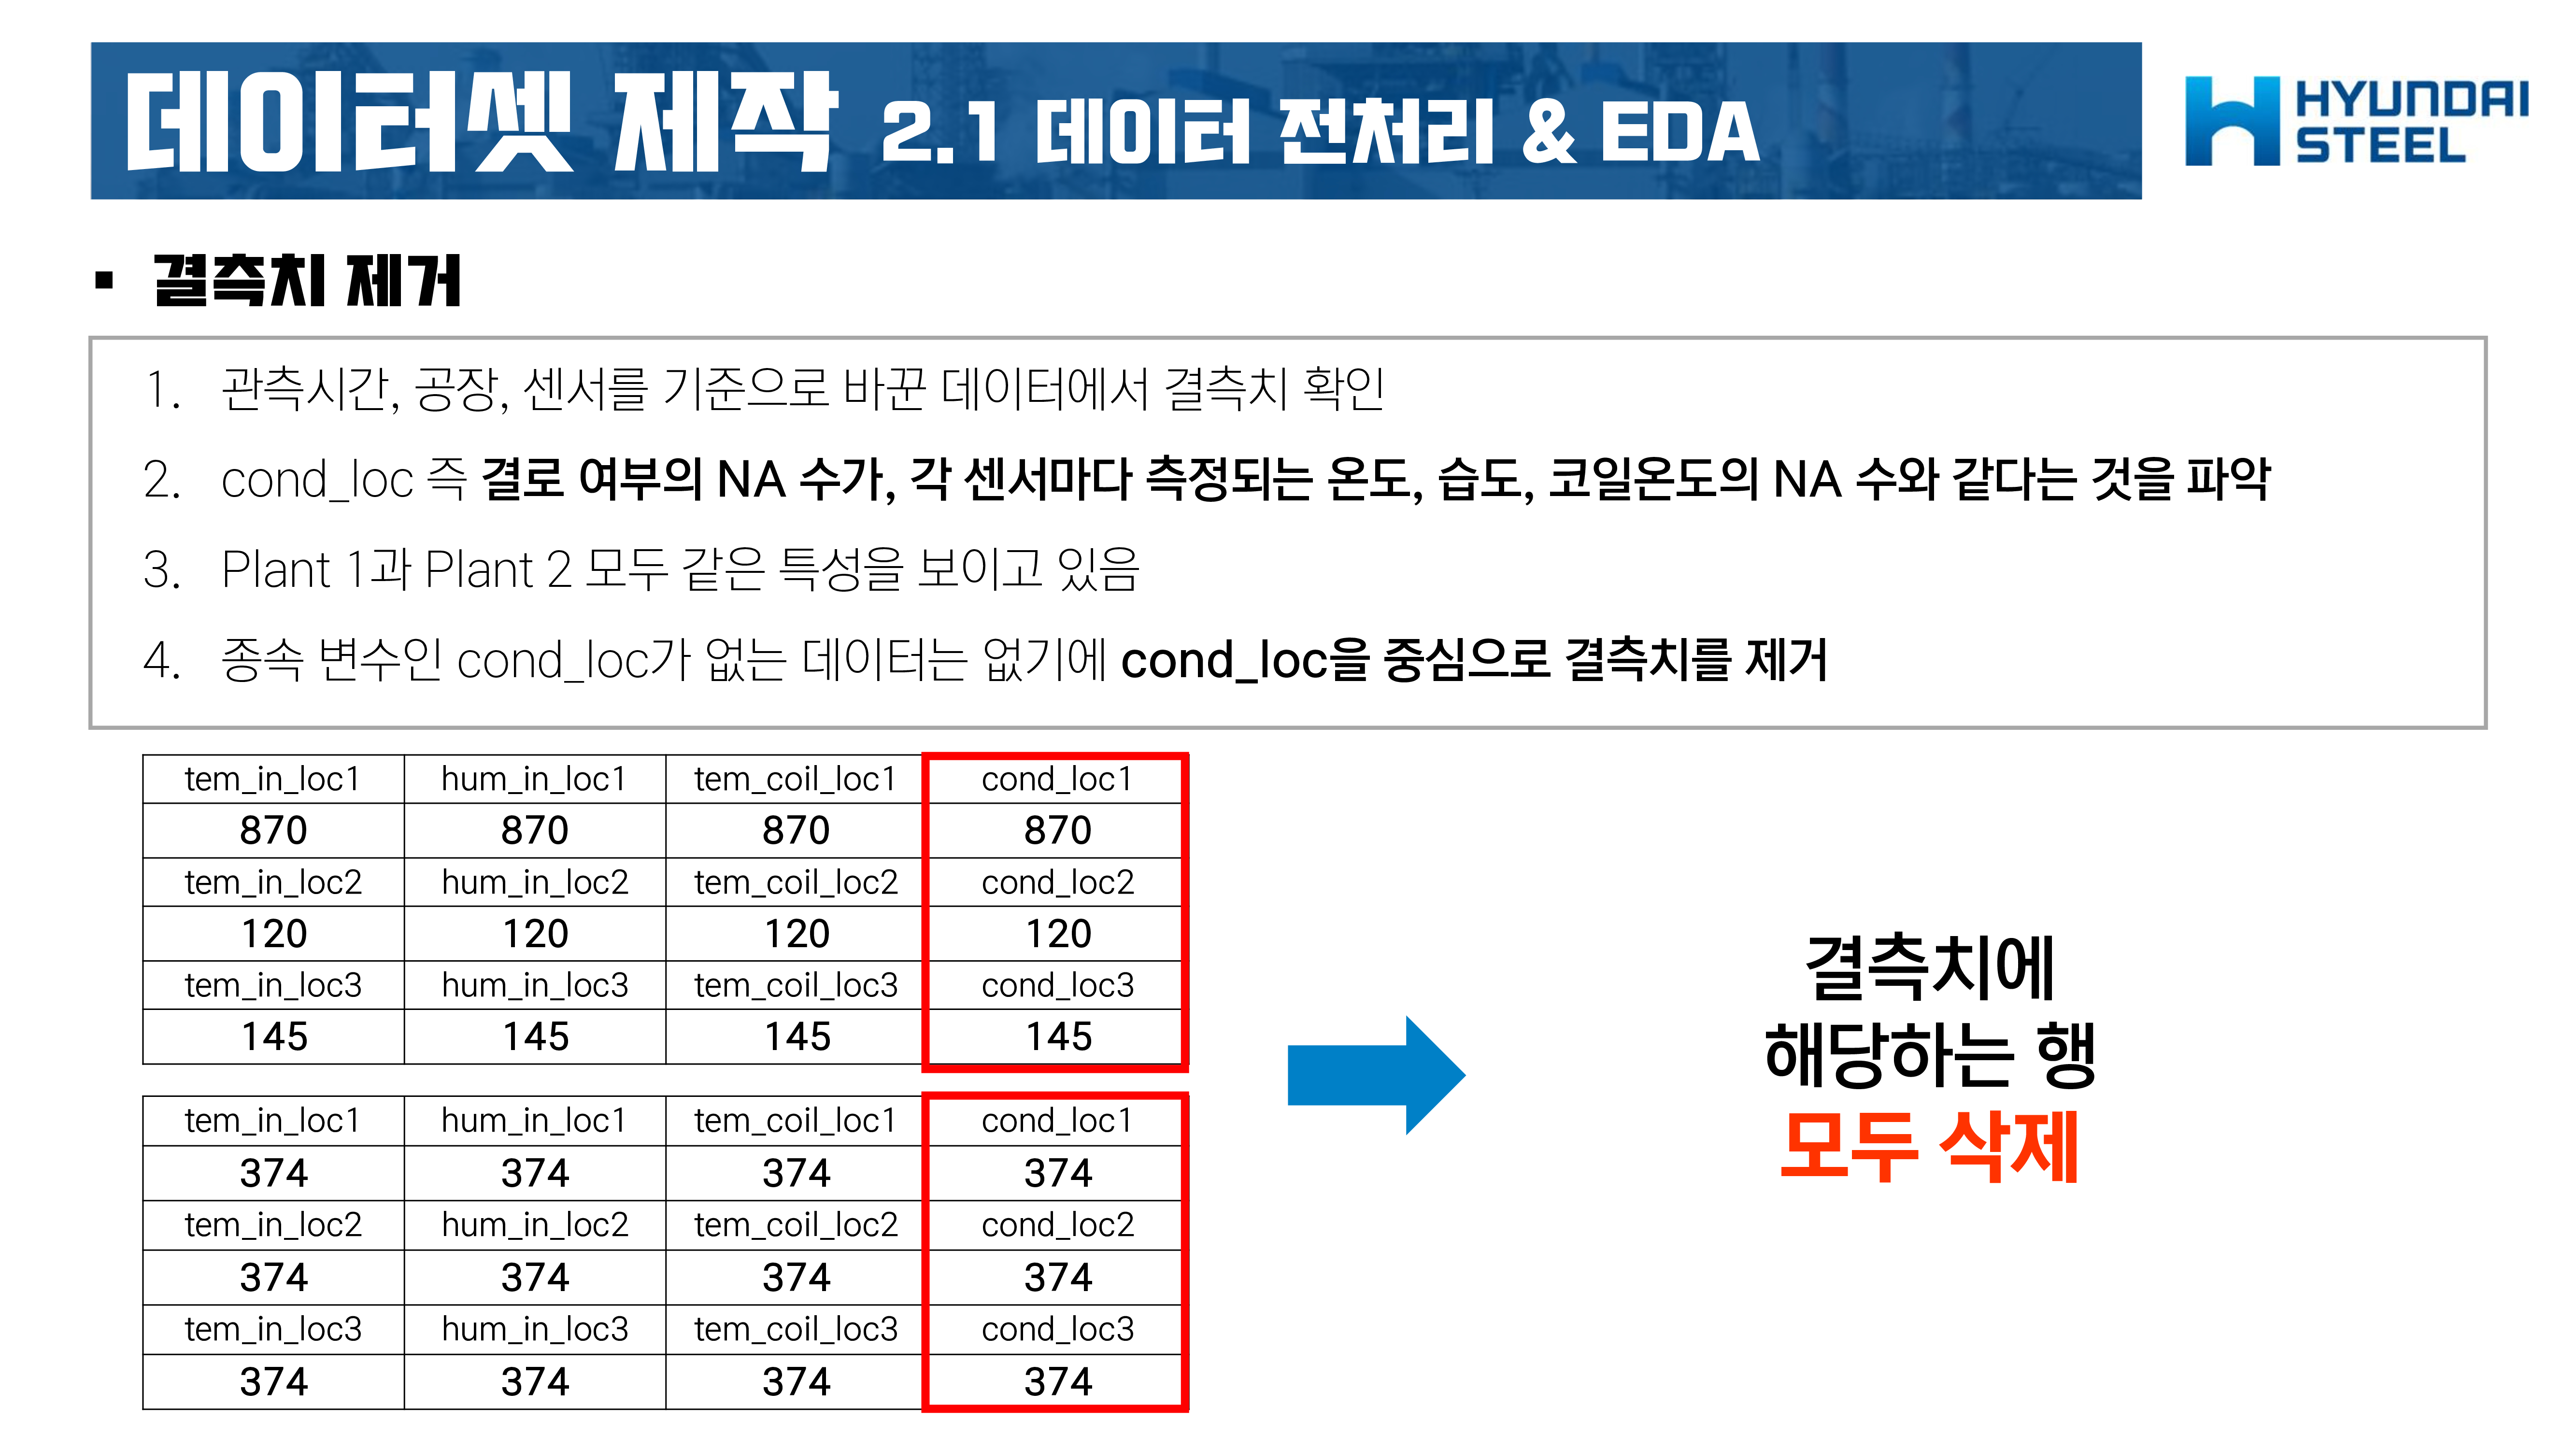 데이터셋 제작 2.1 데이터 전처리 & EDA
HYUNDAI
STEEL
▪ 결측치 제거
1. 관측시간, 공장, 센서를 기준으로 바꾼 데이터에서 결측치 확인
2. cond_loc 즉 결로 여부의 NA 수가, 각 센서마다 측정되는 온도, 습도, 코일온도의 NA 수와 같다는 것을 파악
3. Plant 1과 Plant 2 모두 같은 특성을 보이고 있음
4. 종속 변수인 cond_loc가 없는 데이터는 없기에 cond_loc을 중심으로 결측치를 제거
tem_in_loc1 hum_in_loc1 tem_coil_loc1 cond_loc1
870 870 870 870
tem_in_loc2 hum_in_loc2 tem_coil_loc2 cond_loc2
120 120 120 120
tem_in_loc3 hum_in_loc3 tem_coil_loc3 cond_loc3
145 145 145 145
tem_in_loc1 hum_in_loc1 tem_coil_loc1 cond_loc1
374 374 374 374
tem_in_loc2 hum_in_loc2 tem_coil_loc2 cond_loc2
374 374 374 374
tem_in_loc3 hum_in_loc3 tem_coil_loc3 cond_loc3
374 374 374 374
결측치에
해당하는 행
모두 삭제